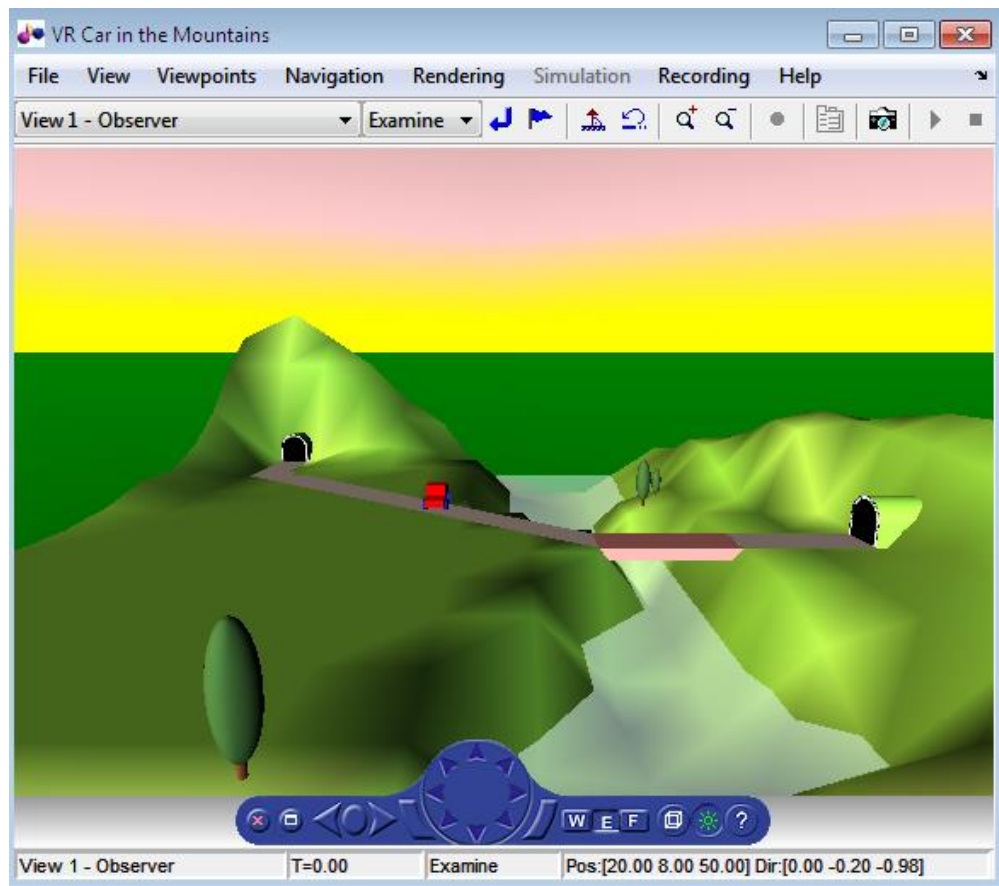 VR Car in the Mountains
File View Viewpoints Navigation Rendering Simulation Recording Help
View 1 - Observer Examine
W E F ?
View 1 - Observer T=0.00 Examine Pos:[20.00 8.00 50.00] Dir:[0.00 -0.20 -0.98]